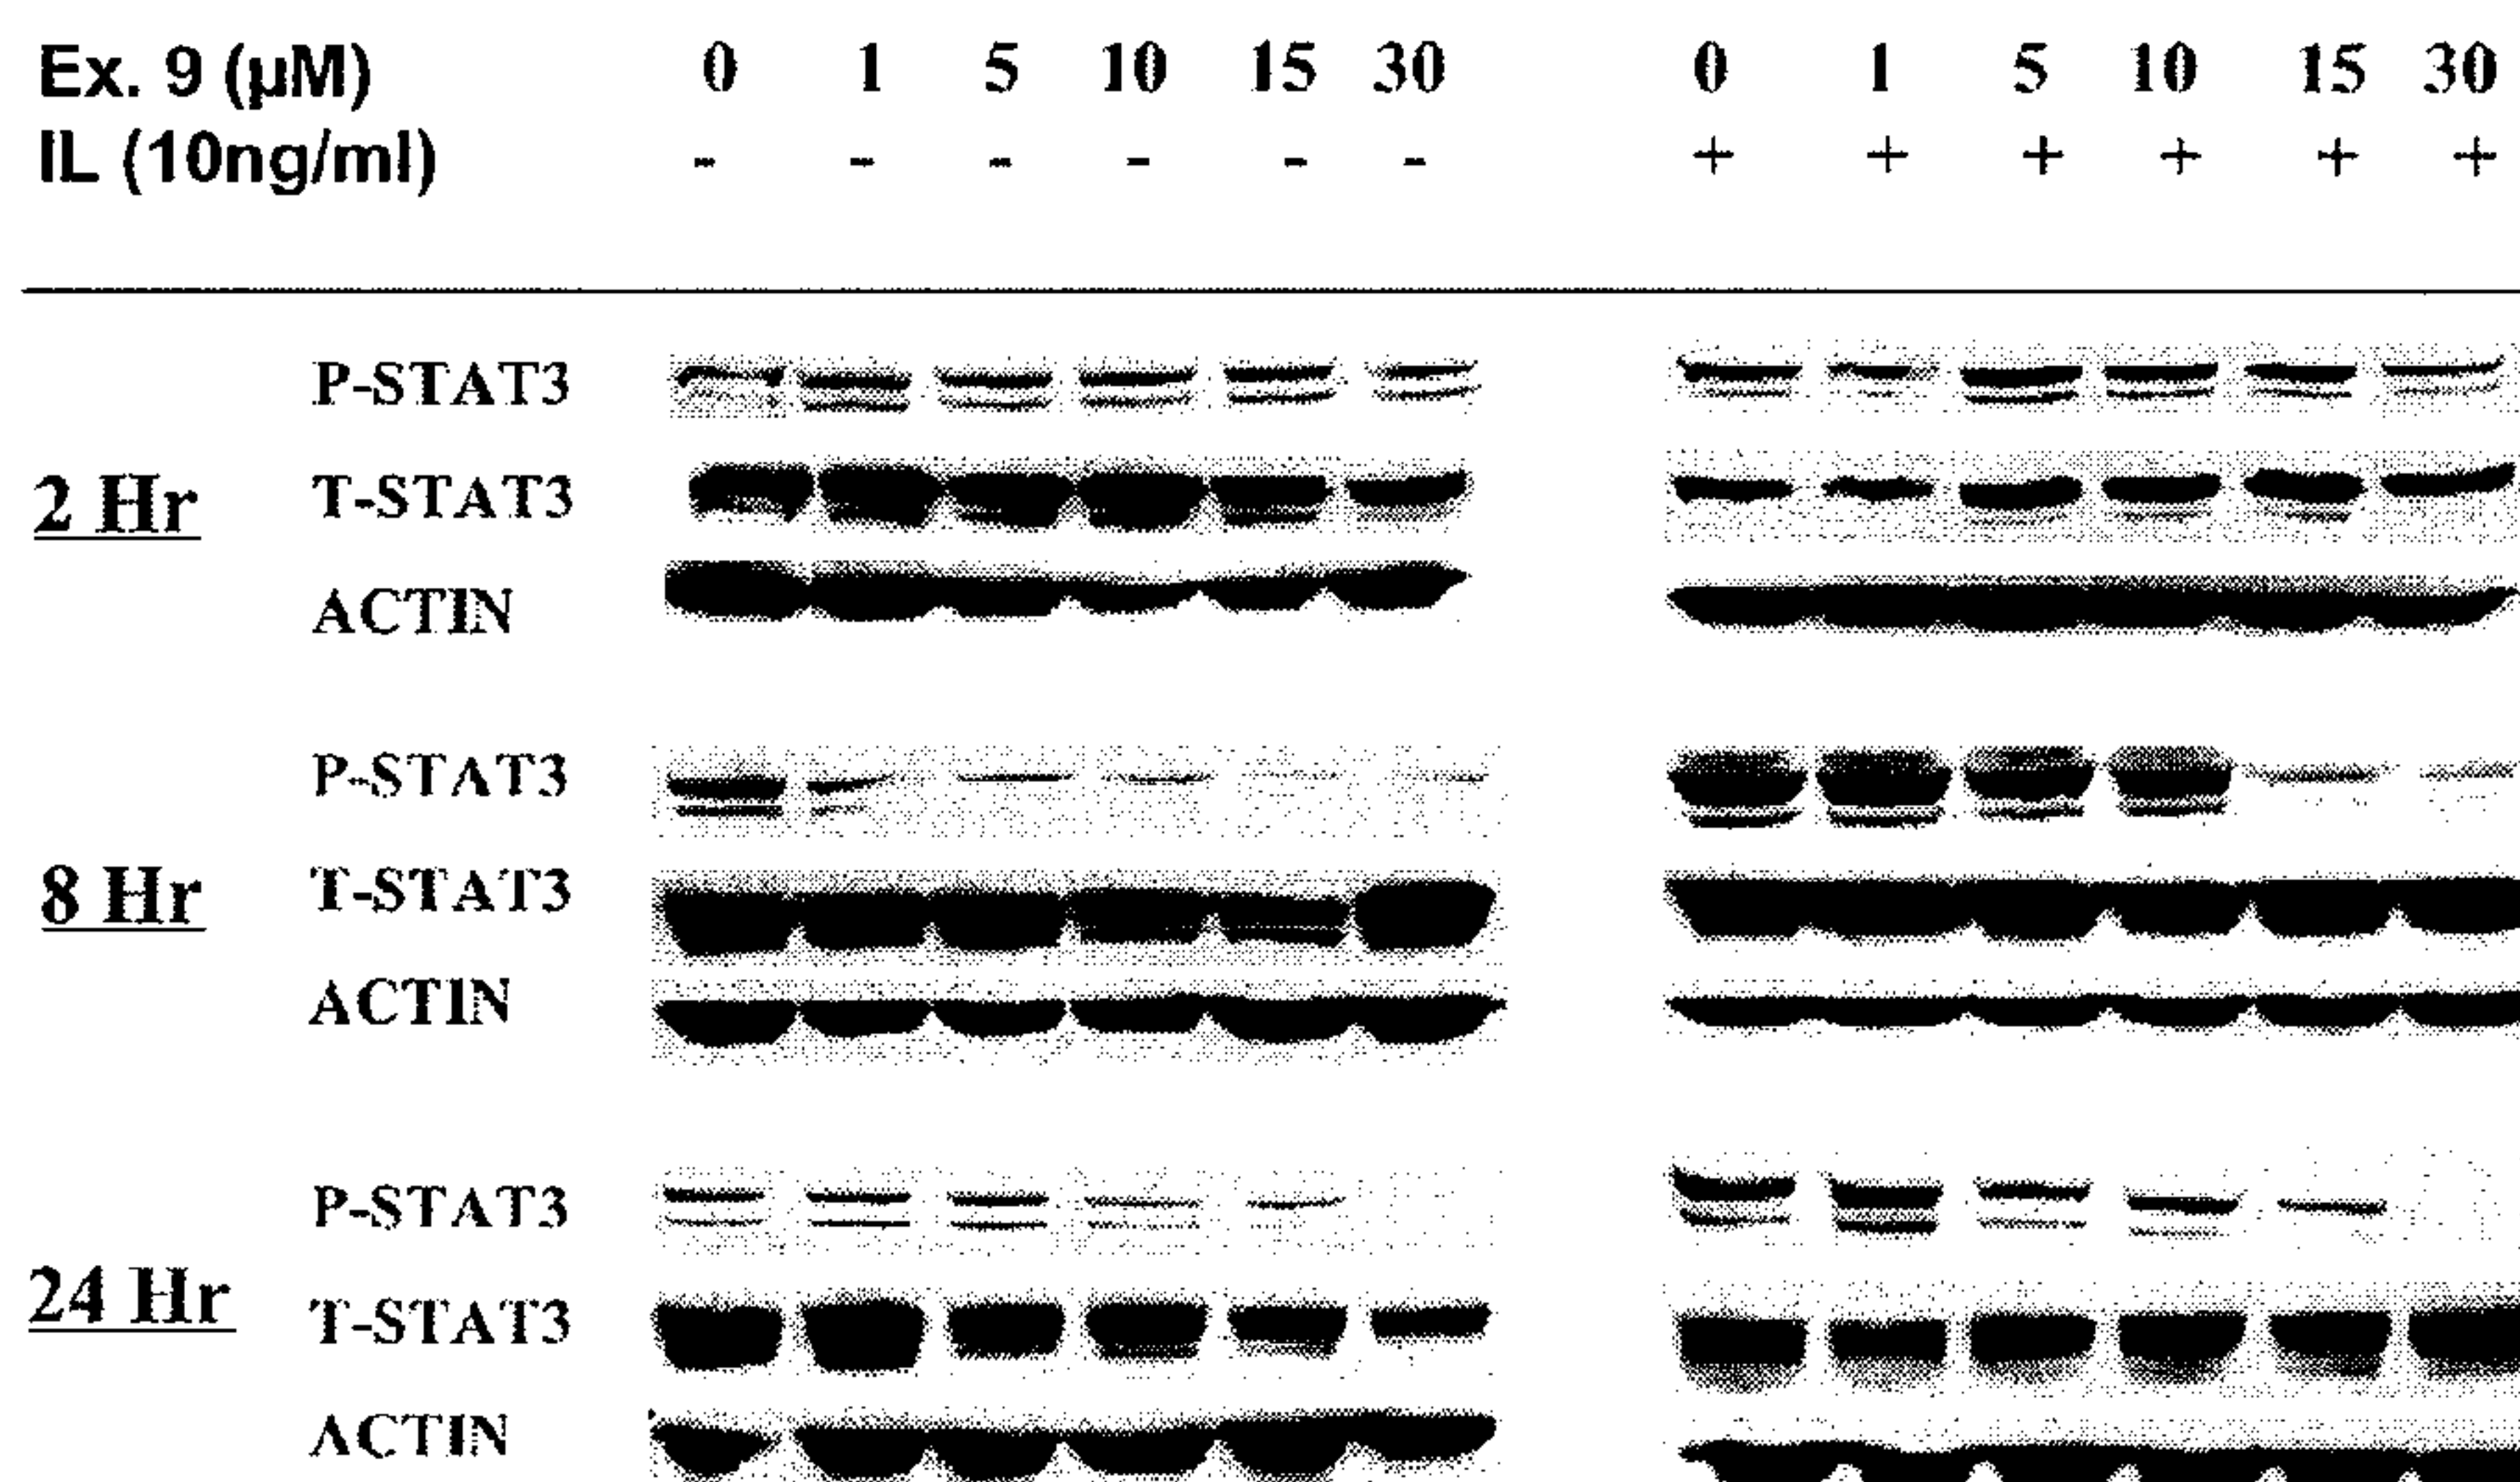 Ex. 9 (µM) 0 1 5 10 15 30 0 1 5 10 15 30
IL (10ng/ml) - - - - - - + + + + + +
P-STAT3
2 Hr T-STAT3
ACTIN
P-STAT3
8 Hr T-STAT3
ACTIN
P-STAT3
24 Hr T-STAT3
ACTIN